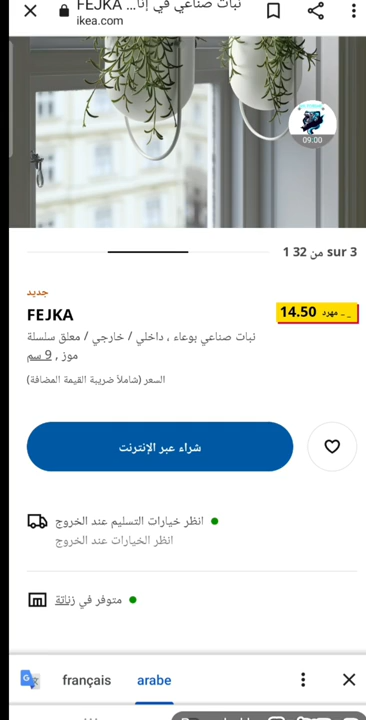 نبات صناعي في إنا... FEJKA
ikea.com
09:00
1 من 32 sur 3
جديد
FEJKA
14.50
نبات صناعي بوعاء ، داخلي / خارجي / معلق سلسلة
موز , 9 سم
السعر (شاملاً ضريبة القيمة المضافة)
شراء عبر الإنترنت
انظر خيارات التسليم عند الخروج
انظر الخيارات عند الخروج
متوفر في زناتة
français
arabe